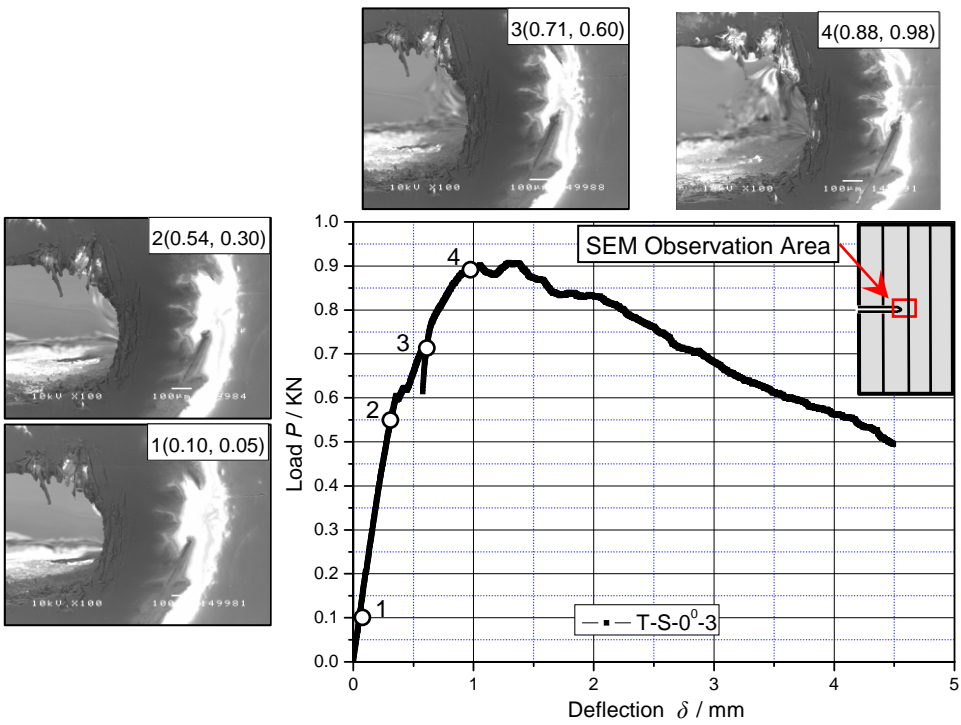 3(0.71, 0.60)
10kV X100 100μm 149988
4(0.88, 0.98)
10kV X100 100μm
2(0.54, 0.30)
10kV X100 100μm
1(0.10, 0.05)
10kV X100 100μm 149981
SEM Observation Area
1.0
0.9
0.8
0.7
0.6
0.5
0.4
0.3
0.2
0.1
0.0
Load P / KN
4
3
2
1
T-S-0⁰-3
0 1 2 3 4 5
Deflection δ / mm